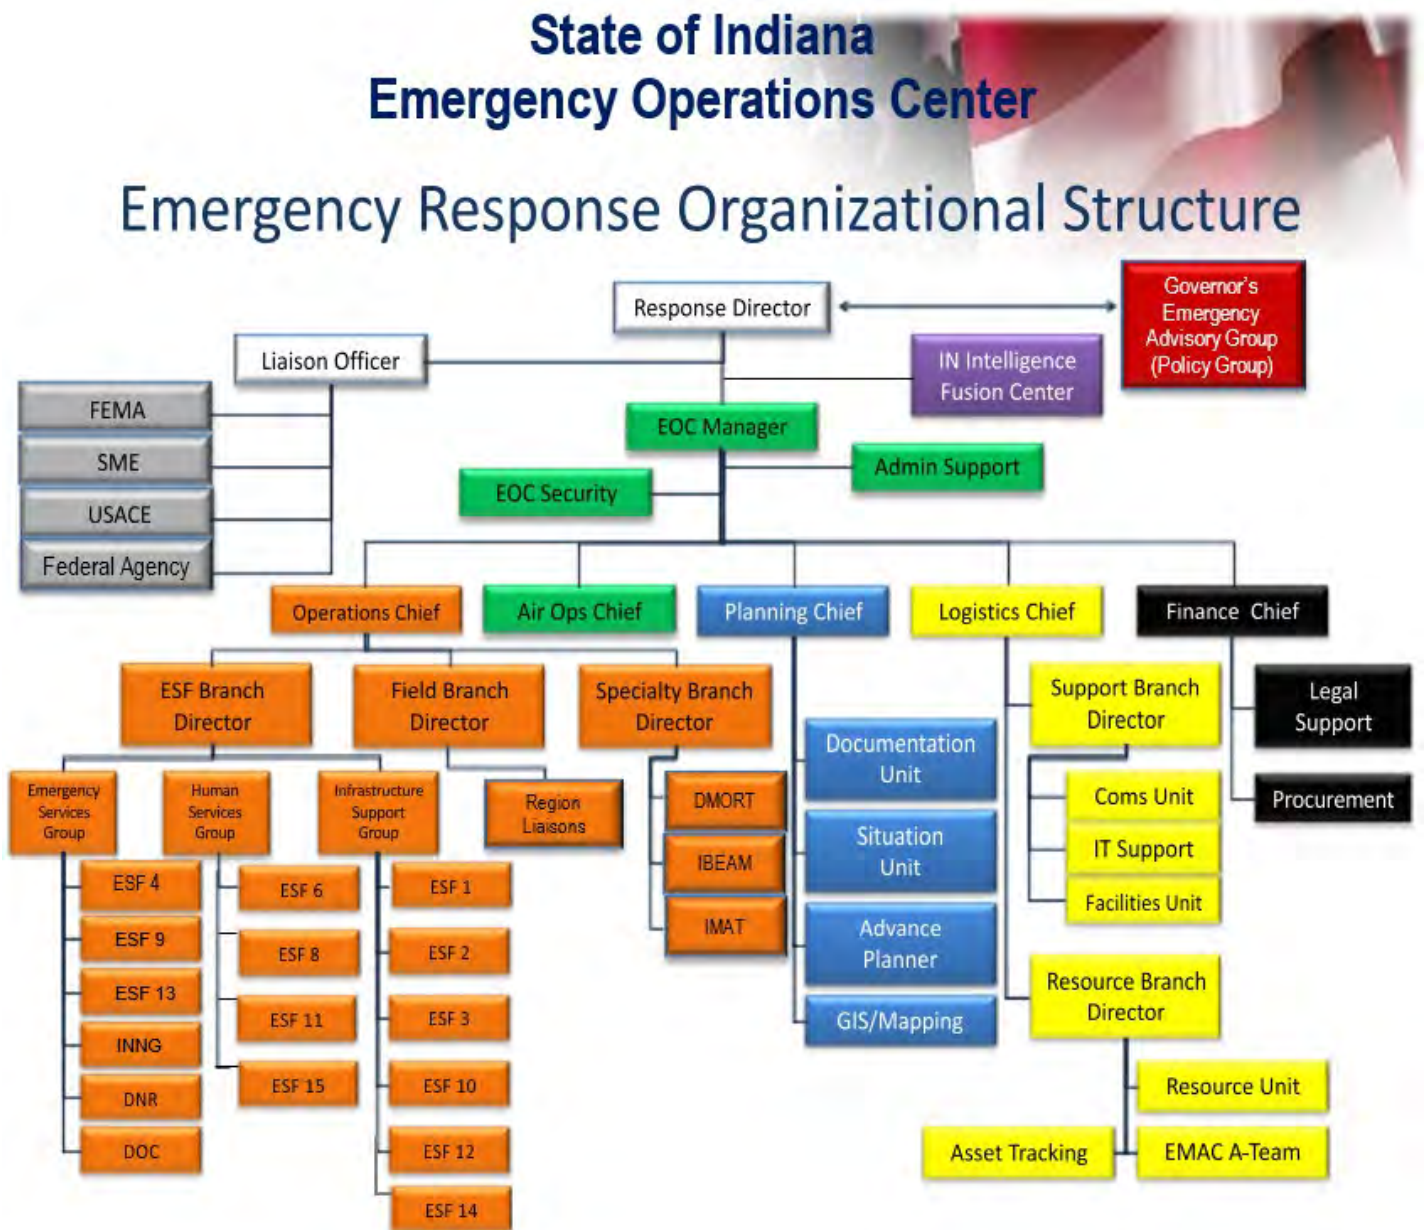 State of Indiana
Emergency Operations Center
Emergency Response Organizational Structure
Response Director
Governor's
Emergency
Advisory Group
(Policy Group)
Liaison Officer
IN Intelligence
Fusion Center
FEMA
SME
USACE
Federal Agency
EOC Manager
Admin Support
EOC Security
Operations Chief
Air Ops Chief
Planning Chief
Logistics Chief
Finance Chief
ESF Branch
Director
Field Branch
Director
Specialty Branch
Director
Support Branch
Director
Legal
Support
Emergency
Services
Group
Human
Services
Group
Infrastructure
Support
Group
Region
Liaisons
DMORT
IBEAM
IMAT
Documentation
Unit
Situation
Unit
Advance
Planner
GIS/Mapping
Coms Unit
IT Support
Facilities Unit
Procurement
ESF 4
ESF 9
ESF 13
INNG
DNR
DOC
ESF 6
ESF 8
ESF 11
ESF 15
ESF 1
ESF 2
ESF 3
ESF 10
ESF 12
ESF 14
Resource Branch
Director
Resource Unit
Asset Tracking
EMAC A-Team